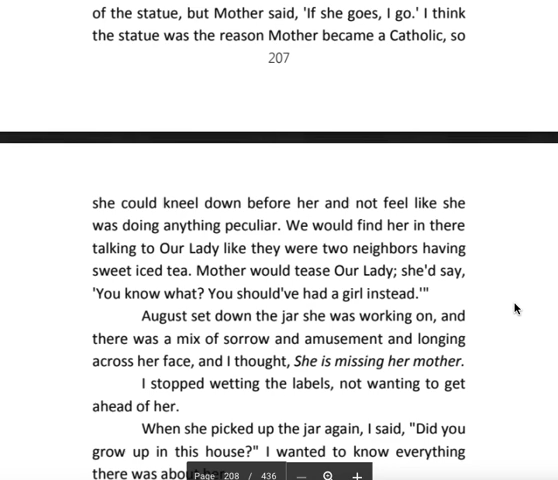 of the statue, but Mother said, 'If she goes, I go.' I think
the statue was the reason Mother became a Catholic, so
207
she could kneel down before her and not feel like she
was doing anything peculiar. We would find her in there
talking to Our Lady like they were two neighbors having
sweet iced tea. Mother would tease Our Lady; she'd say,
'You know what? You should've had a girl instead.'"
August set down the jar she was working on, and
there was a mix of sorrow and amusement and longing
across her face, and I thought, She is missing her mother.
I stopped wetting the labels, not wanting to get
ahead of her.
When she picked up the jar again, I said, "Did you
grow up in this house?" I wanted to know everything
there was about her.
Page 208 / 436